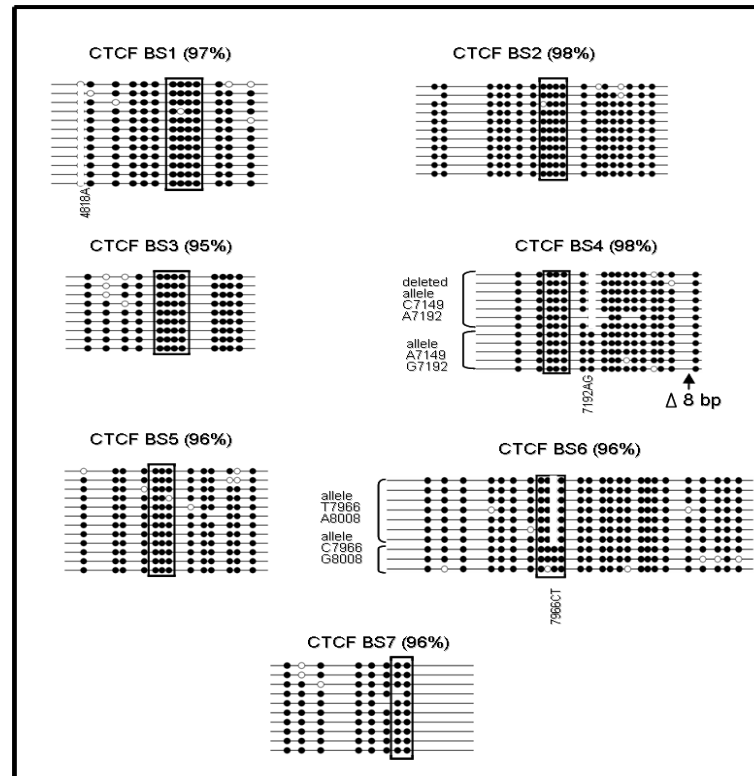 CTCF BS1 (97%)
CTCF BS2 (98%)
4818A
CTCF BS3 (95%)
CTCF BS4 (98%)
deleted
allele
C7149
A7192
allele
A7149
G7192
7192AG
Δ 8 bp
CTCF BS5 (96%)
CTCF BS6 (96%)
allele
T7966
A8008
allele
C7966
G8008
7966CT
CTCF BS7 (96%)